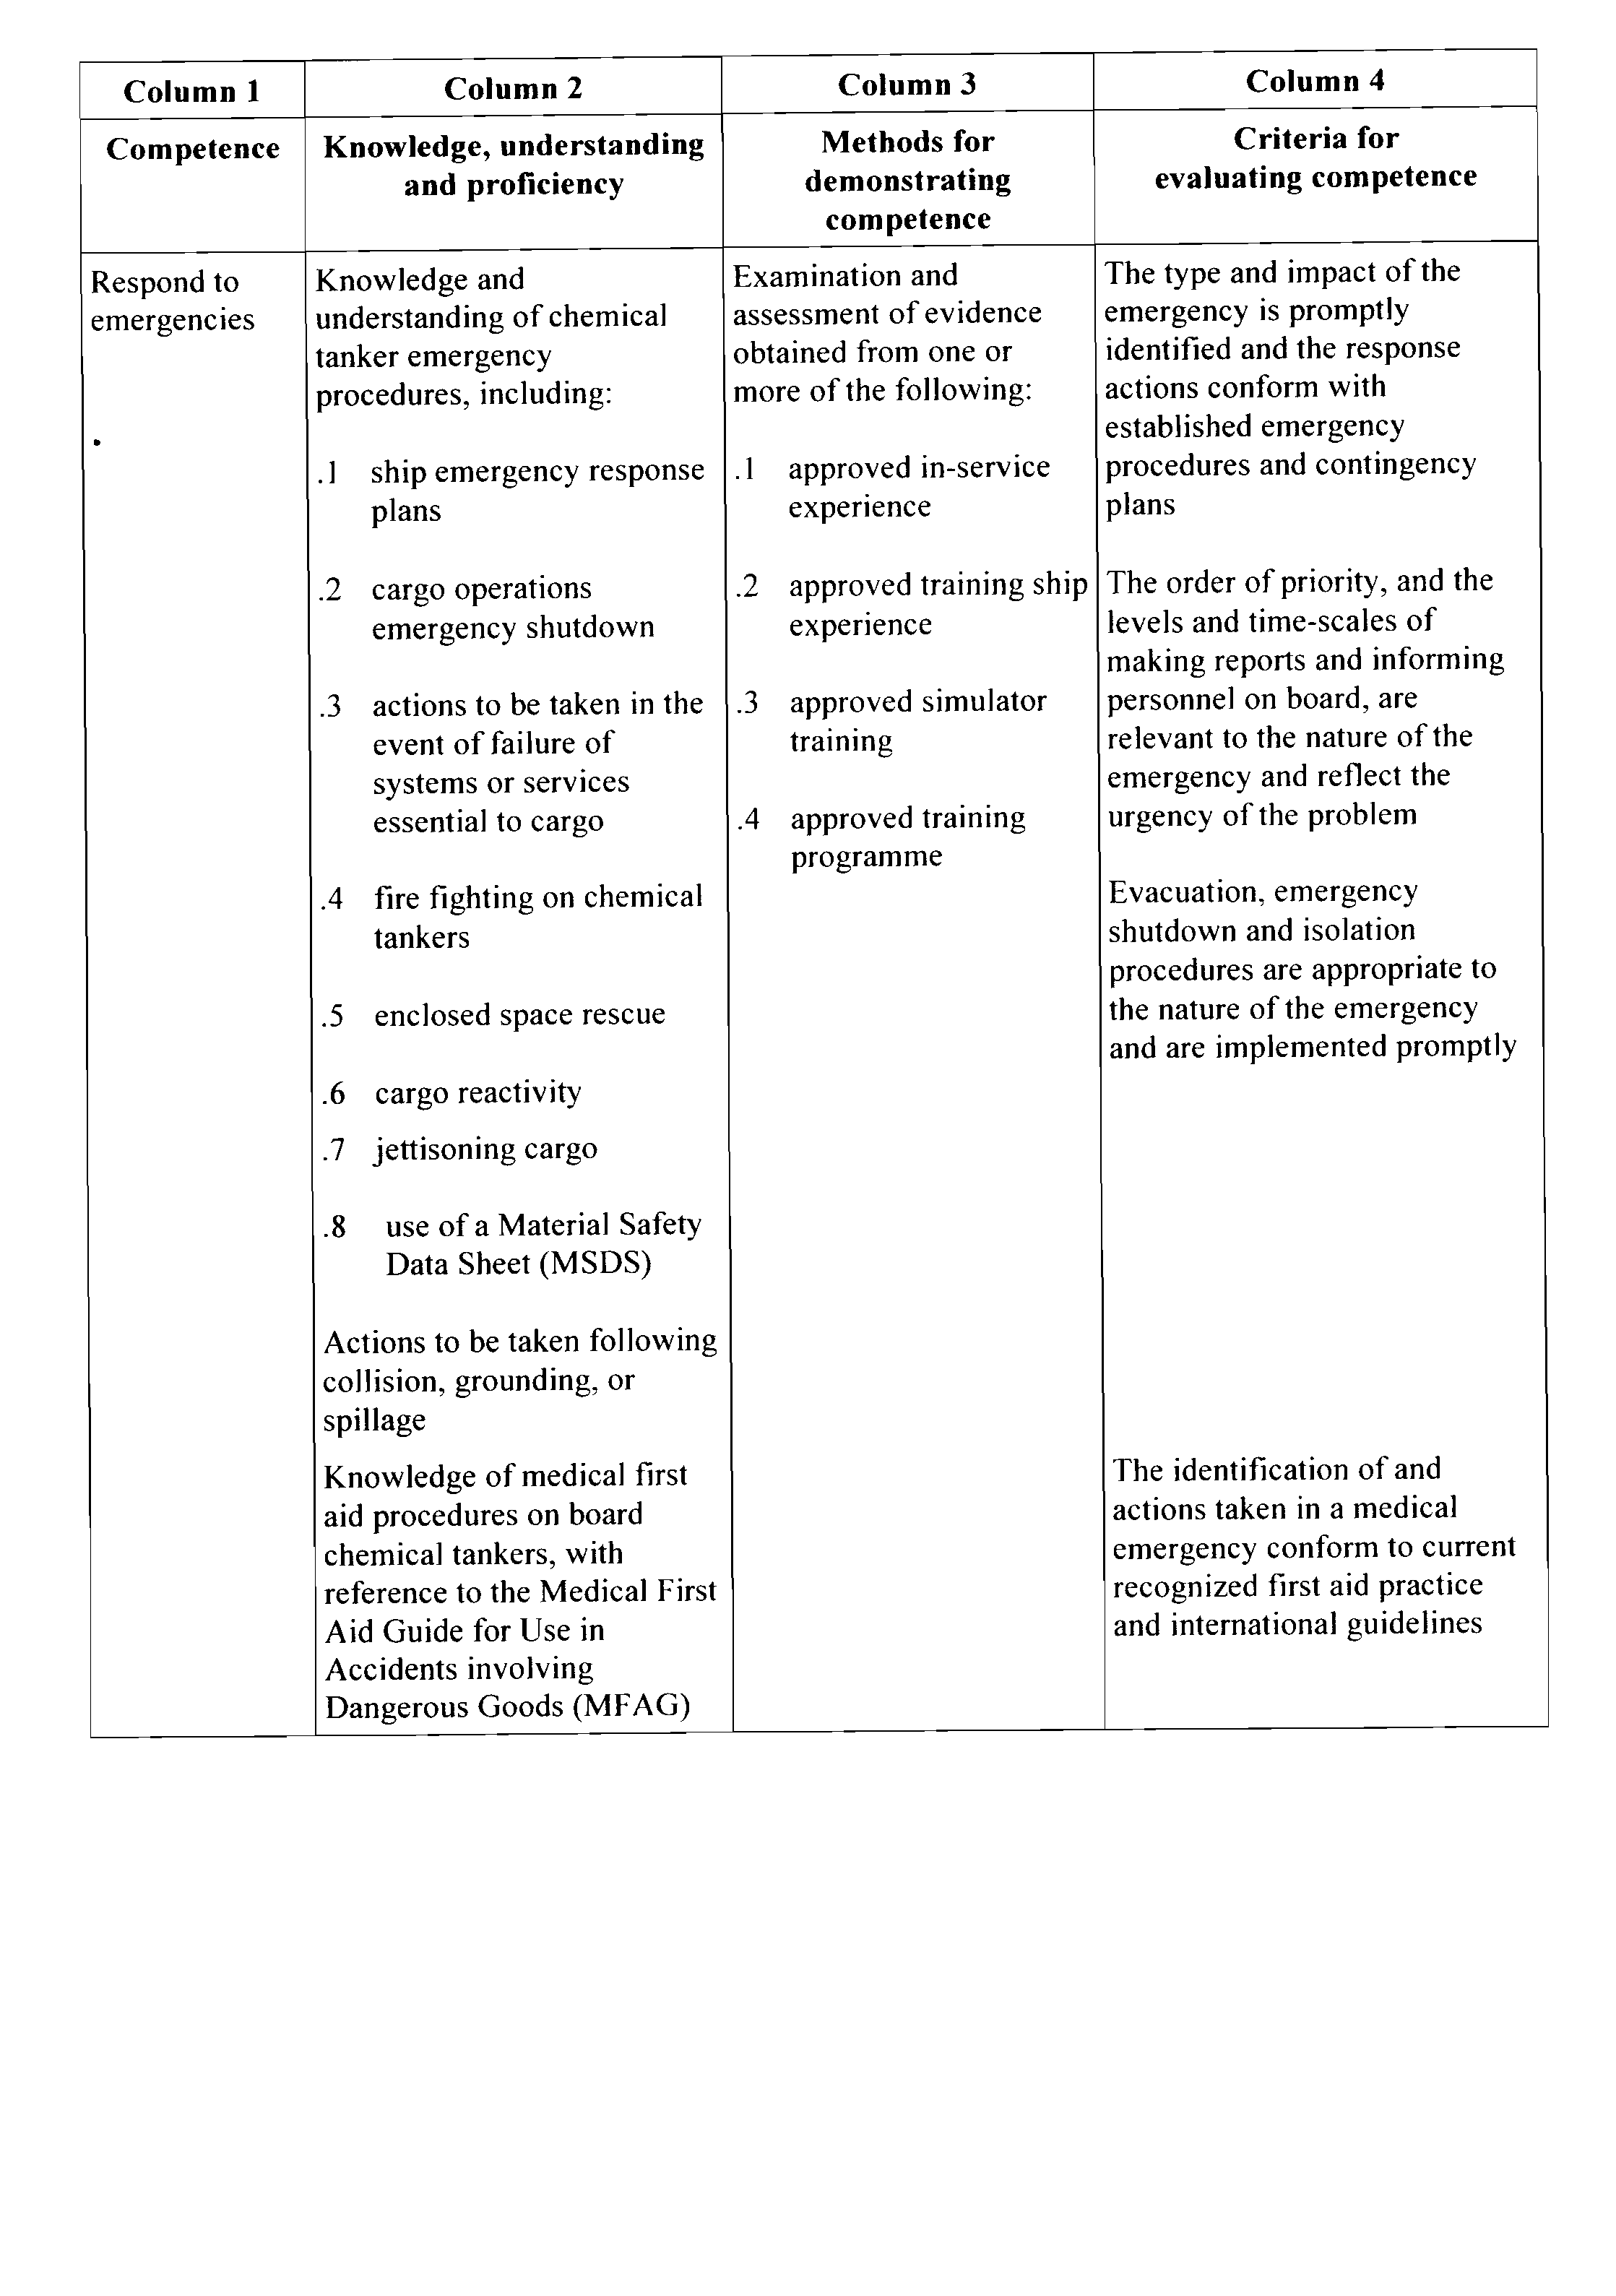 Column 1
Column 2
Column 3
Column 4
Competence
Knowledge, understanding
and proficiency
Methods for
demonstrating
competence
Criteria for
evaluating competence
Respond to
emergencies
Knowledge and
understanding of chemical
tanker emergency
procedures, including:
.1 ship emergency response
plans
.2 cargo operations
emergency shutdown
.3 actions to be taken in the
event of failure of
systems or services
essential to cargo
.4 fire fighting on chemical
tankers
.5 enclosed space rescue
.6 cargo reactivity
.7 jettisoning cargo
.8 use of a Material Safety
Data Sheet (MSDS)
Actions to be taken following
collision, grounding, or
spillage
Knowledge of medical first
aid procedures on board
chemical tankers, with
reference to the Medical First
Aid Guide for Use in
Accidents involving
Dangerous Goods (MFAG)
Examination and
assessment of evidence
obtained from one or
more of the following:
.1 approved in-service
experience
.2 approved training ship
experience
.3 approved simulator
training
.4 approved training
programme
The type and impact of the
emergency is promptly
identified and the response
actions conform with
established emergency
procedures and contingency
plans
The order of priority, and the
levels and time-scales of
making reports and informing
personnel on board, are
relevant to the nature of the
emergency and reflect the
urgency of the problem
Evacuation, emergency
shutdown and isolation
procedures are appropriate to
the nature of the emergency
and are implemented promptly
The identification of and
actions taken in a medical
emergency conform to current
recognized first aid practice
and international guidelines